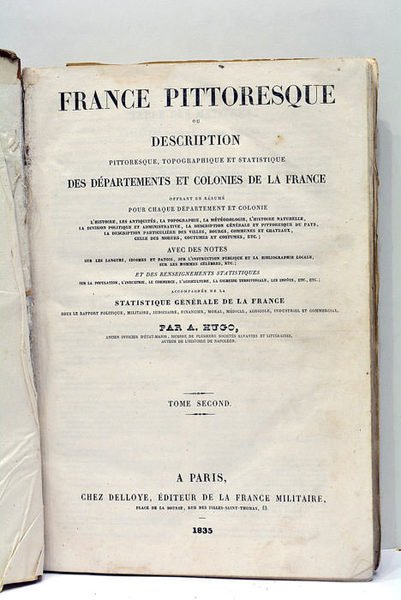 FRANCE PITTORESQUE
OU
DESCRIPTION
PITTORESQUE, TOPOGRAPHIQUE ET STATISTIQUE
DES DÉPARTEMENTS ET COLONIES DE LA FRANCE
OFFRANT EN RÉSUMÉ
POUR CHAQUE DÉPARTEMENT ET COLONIE
L'HISTOIRE, LES ANTIQUITÉS, LA TOPOGRAPHIE, LA MÉTÉOROLOGIE, L'HISTOIRE NATURELLE,
LA DIVISION POLITIQUE ET ADMINISTRATIVE, LA DESCRIPTION GÉNÉRALE ET PITTORESQUE DU PAYS,
LA DESCRIPTION PARTICULIÈRE DES VILLES, BOURGS, COMMUNES ET CHATEAUX,
CELLE DES MOEURS, COUTUMES ET COSTUMES, ETC;
AVEC DES NOTES
SUR LES LANGUES, IDIOMES ET PATOIS, SUR L'INSTRUCTION PUBLIQUE ET LA BIBLIOGRAPHIE LOCALE,
SUR LES HOMMES CÉLÈBRES, ETC;
ET DES RENSEIGNEMENTS STATISTIQUES
SUR LA POPULATION, L'INDUSTRIE, LE COMMERCE, L'AGRICULTURE, LA RICHESSE TERRITORIALE, LES IMPÔTS, ETC, ETC;
ACCOMPAGNÉE DE LA
STATISTIQUE GÉNÉRALE DE LA FRANCE
SOUS LE RAPPORT POLITIQUE, MILITAIRE, JUDICIAIRE, FINANCIER, MORAL, MÉDICAL, AGRICOLE, INDUSTRIEL ET COMMERCIAL.
PAR A. HUGO,
ANCIEN OFFICIER D'ÉTAT-MAJOR, MEMBRE DE PLUSIEURS SOCIÉTÉS SAVANTES ET LITTÉRAIRES,
AUTEUR DE L'HISTOIRE DE NAPOLÉON.
TOME SECOND.
A PARIS,
CHEZ DELLOYE, ÉDITEUR DE LA FRANCE MILITAIRE,
PLACE DE LA BOURSE, RUE DES FILLES-SAINT-THOMAS, 13.
1835